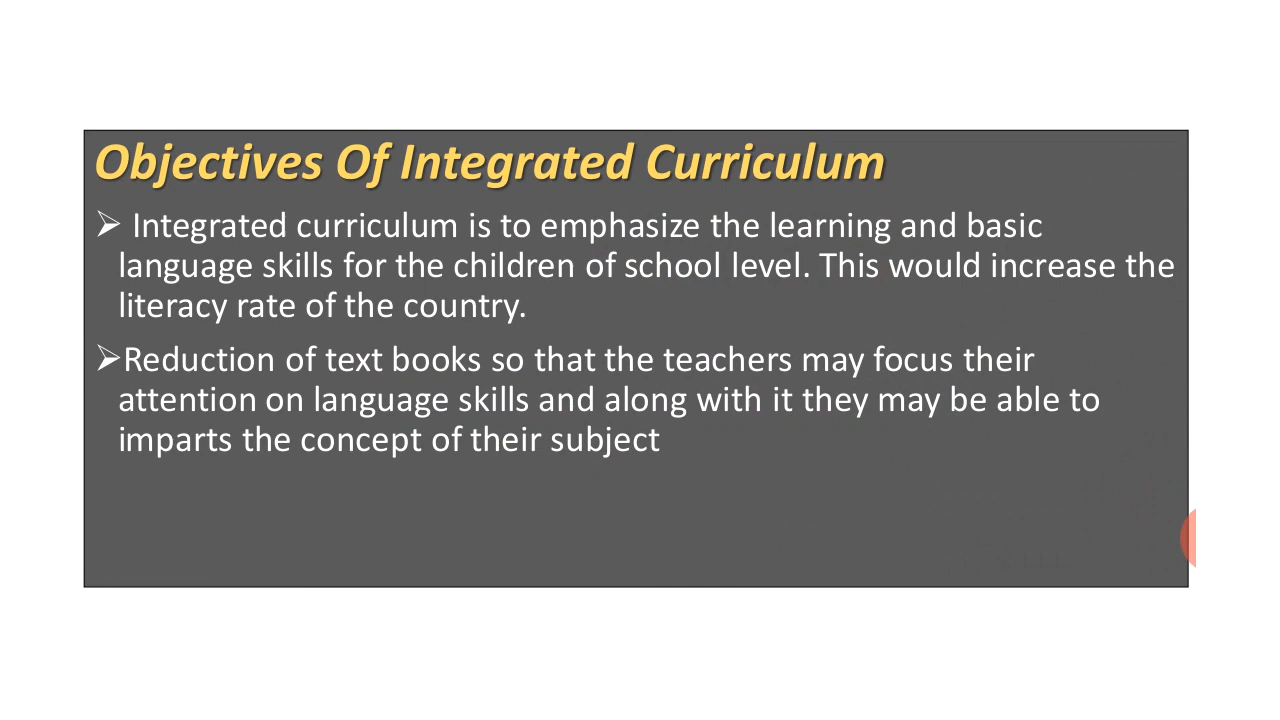 Objectives Of Integrated Curriculum
➢ Integrated curriculum is to emphasize the learning and basic
language skills for the children of school level. This would increase the
literacy rate of the country.
➢Reduction of text books so that the teachers may focus their
attention on language skills and along with it they may be able to
imparts the concept of their subject